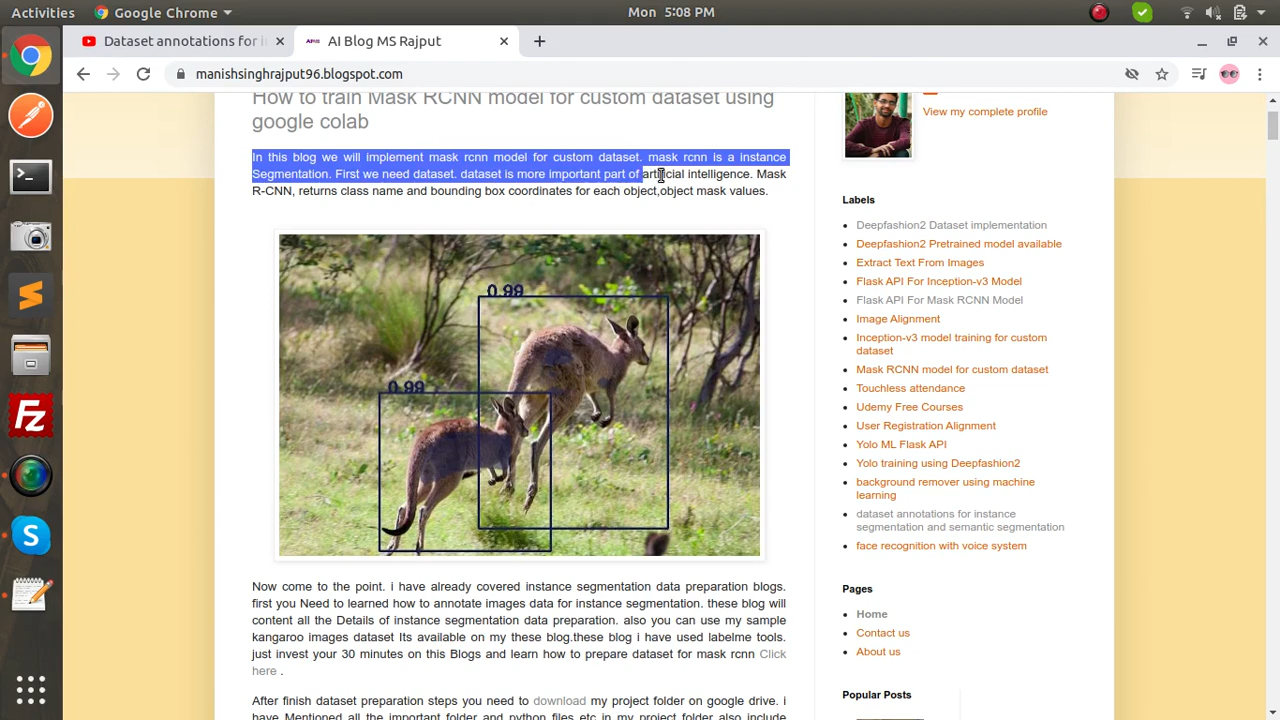 Activities
Google Chrome
Mon 5:08 PM
Dataset annotations for i
AI Blog MS Rajput
manishsinghrajput96.blogspot.com
How to train Mask RCNN model for custom dataset using
google colab
In this blog we will implement mask rcnn model for custom dataset. mask rcnn is a instance
Segmentation. First we need dataset. dataset is more important part of artificial intelligence. Mask
R-CNN, returns class name and bounding box coordinates for each object,object mask values.
0.99
0.99
Now come to the point. i have already covered instance segmentation data preparation blogs.
first you Need to learned how to annotate images data for instance segmentation. these blog will
content all the Details of instance segmentation data preparation. also you can use my sample
kangaroo images dataset Its available on my these blog.these blog i have used labelme tools.
just invest your 30 minutes on this Blogs and learn how to prepare dataset for mask rcnn Click
here .
After finish dataset preparation steps you need to download my project folder on google drive. i
have Mentioned all the important folder and python files etc in my project folder also include
View my complete profile
Labels
Deepfashion2 Dataset implementation
Deepfashion2 Pretrained model available
Extract Text From Images
Flask API For Inception-v3 Model
Flask API For Mask RCNN Model
Image Alignment
Inception-v3 model training for custom
dataset
Mask RCNN model for custom dataset
Touchless attendance
Udemy Free Courses
User Registration Alignment
Yolo ML Flask API
Yolo training using Deepfashion2
background remover using machine
learning
dataset annotations for instance
segmentation and semantic segmentation
face recognition with voice system
Pages
Home
Contact us
About us
Popular Posts